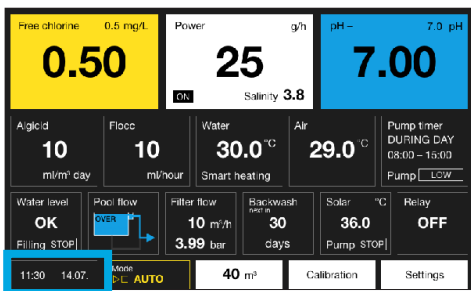 Free chlorine 0.5 mg/L
0.50
Power g/h
25
ON Salinity 3.8
pH – 7.0 pH
7.00
Algicid
10
ml/m³ day
Flocc
10
ml/hour
Water
30.0 °C
Smart heating
Air
29.0 °C
Pump timer
DURING DAY
08:00 – 15:00
Pump LOW
Water level
OK
Filling STOP
Pool flow
OVER
Filter flow
10 m³/h
3.99 bar
Backwash
next in
30
days
Solar °C
36.0
Pump STOP
Relay
OFF
11:30 14.07.
Mode
AUTO
40 m³
Calibration
Settings